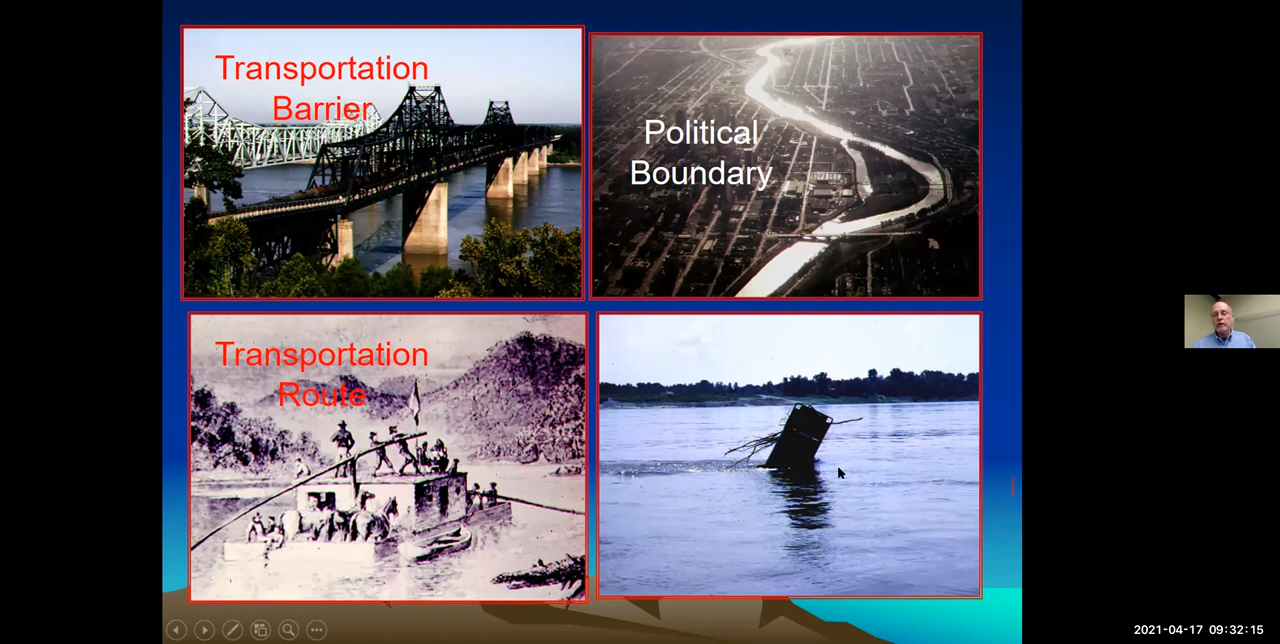 Transportation
Barrier
Political
Boundary
Transportation
Route
2021-04-17 09:32:15